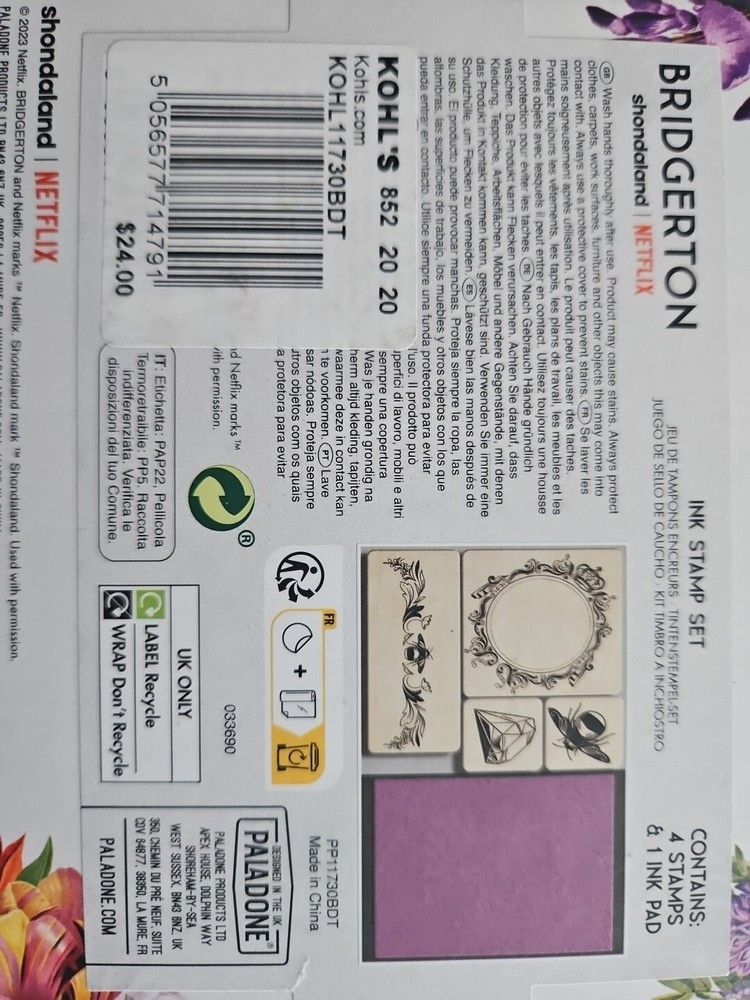 BRIDGERTON
shondaland | NETFLIX
INK STAMP SET
JEU DE TAMPONS ENCREURS · TINTENSTEMPEL-SET
JUEGO DE SELLO DE CAUCHO · KIT TIMBRO A INCHIOSTRO
CONTAINS:
4 STAMPS
& 1 INK PAD
GB Wash hands thoroughly after use. Product may cause stains. Always protect
clothes, carpets, work surfaces, furniture and other objects this may come into
contact with. Always use a protective cover to prevent stains. FR Se laver les
mains soigneusement après utilisation. Le produit peut causer des taches.
Protégez toujours les vêtements, les tapis, les plans de travail, les meubles et les
autres objets avec lesquels il peut entrer en contact. Utilisez toujours une housse
de protection pour éviter les taches. DE Nach Gebrauch Hände gründlich
waschen. Das Produkt kann Flecken verursachen. Achten Sie darauf, dass
Kleidung, Teppiche, Arbeitsflächen, Möbel und andere Gegenstände, mit denen
das Produkt in Kontakt kommen kann, geschützt sind. Verwenden Sie immer eine
Schutzhülle, um Flecken zu vermeiden. ES Lávese bien las manos después de
su uso. El producto puede provocar manchas. Proteja siempre la ropa, las
alfombras, las superficies de trabajo, los muebles y otros objetos con los que
pueda entrar en contacto. Utilice siempre una funda protectora para evitar
l'uso. Il prodotto può
perfici di lavoro, mobili e altri
sempre una copertura
Was je handen grondig na
herm altijd kleding, tapijten,
waarmee deze in contact kan
n te voorkomen. PT Lave
sar nódoas. Proteja sempre
utros objetos com os quais
a protetora para evitar
KOHL'S 852 20 20
Kohls.com
KOHL11730BDT
5 056577 714791
$24.00
d Netflix marks ™
ith permission.
®
IT: Etichetta: PAP22, Pellicola
Termoretraibile: PP5. Raccolta
indifferenziata. Verifica le
disposizioni del tuo Comune.
FR
+
033690
UK ONLY
LABEL Recycle
WRAP Don't Recycle
PP11730BDT
Made in China
DESIGNED IN THE UK
PALADONE®
PALADONE PRODUCTS LTD
APEX HOUSE, DOLPHIN WAY
SHOREHAM-BY-SEA
WEST SUSSEX, BN43 6NZ, UK
350, CHEMIN DU PRÉ NEUF, SUITE
CDV 64877, 38350, LA MURE, FR
PALADONE.COM
shondaland | NETFLIX
© 2023 Netflix. BRIDGERTON and Netflix marks ™ Netflix. Shondaland mark ™ Shondaland. Used with permission.
PALADONE PRODUCTS LTD